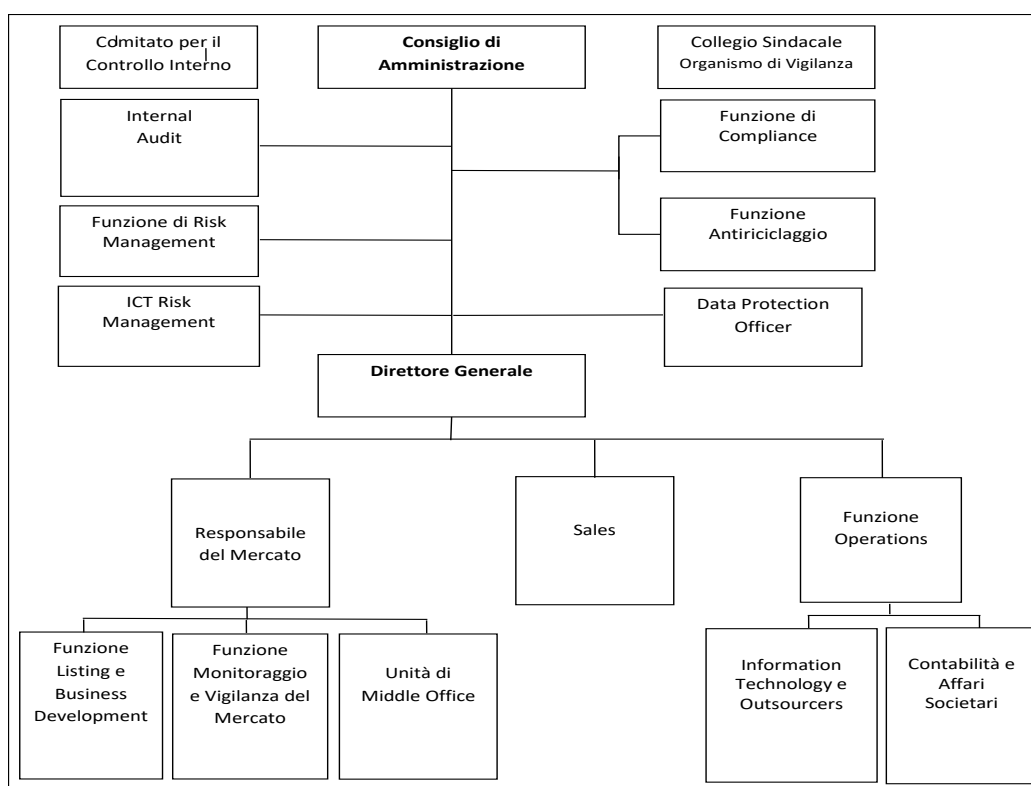 Comitato per il
Controllo Interno
Consiglio di
Amministrazione
Collegio Sindacale
Organismo di Vigilanza
Internal
Audit
Funzione di
Compliance
Funzione di Risk
Management
Funzione
Antiriciclaggio
ICT Risk
Management
Data Protection
Officer
Direttore Generale
Responsabile
del Mercato
Sales
Funzione
Operations
Funzione
Listing e
Business
Development
Funzione
Monitoraggio
e Vigilanza del
Mercato
Unità di
Middle Office
Information
Technology e
Outsourcers
Contabilità e
Affari
Societari